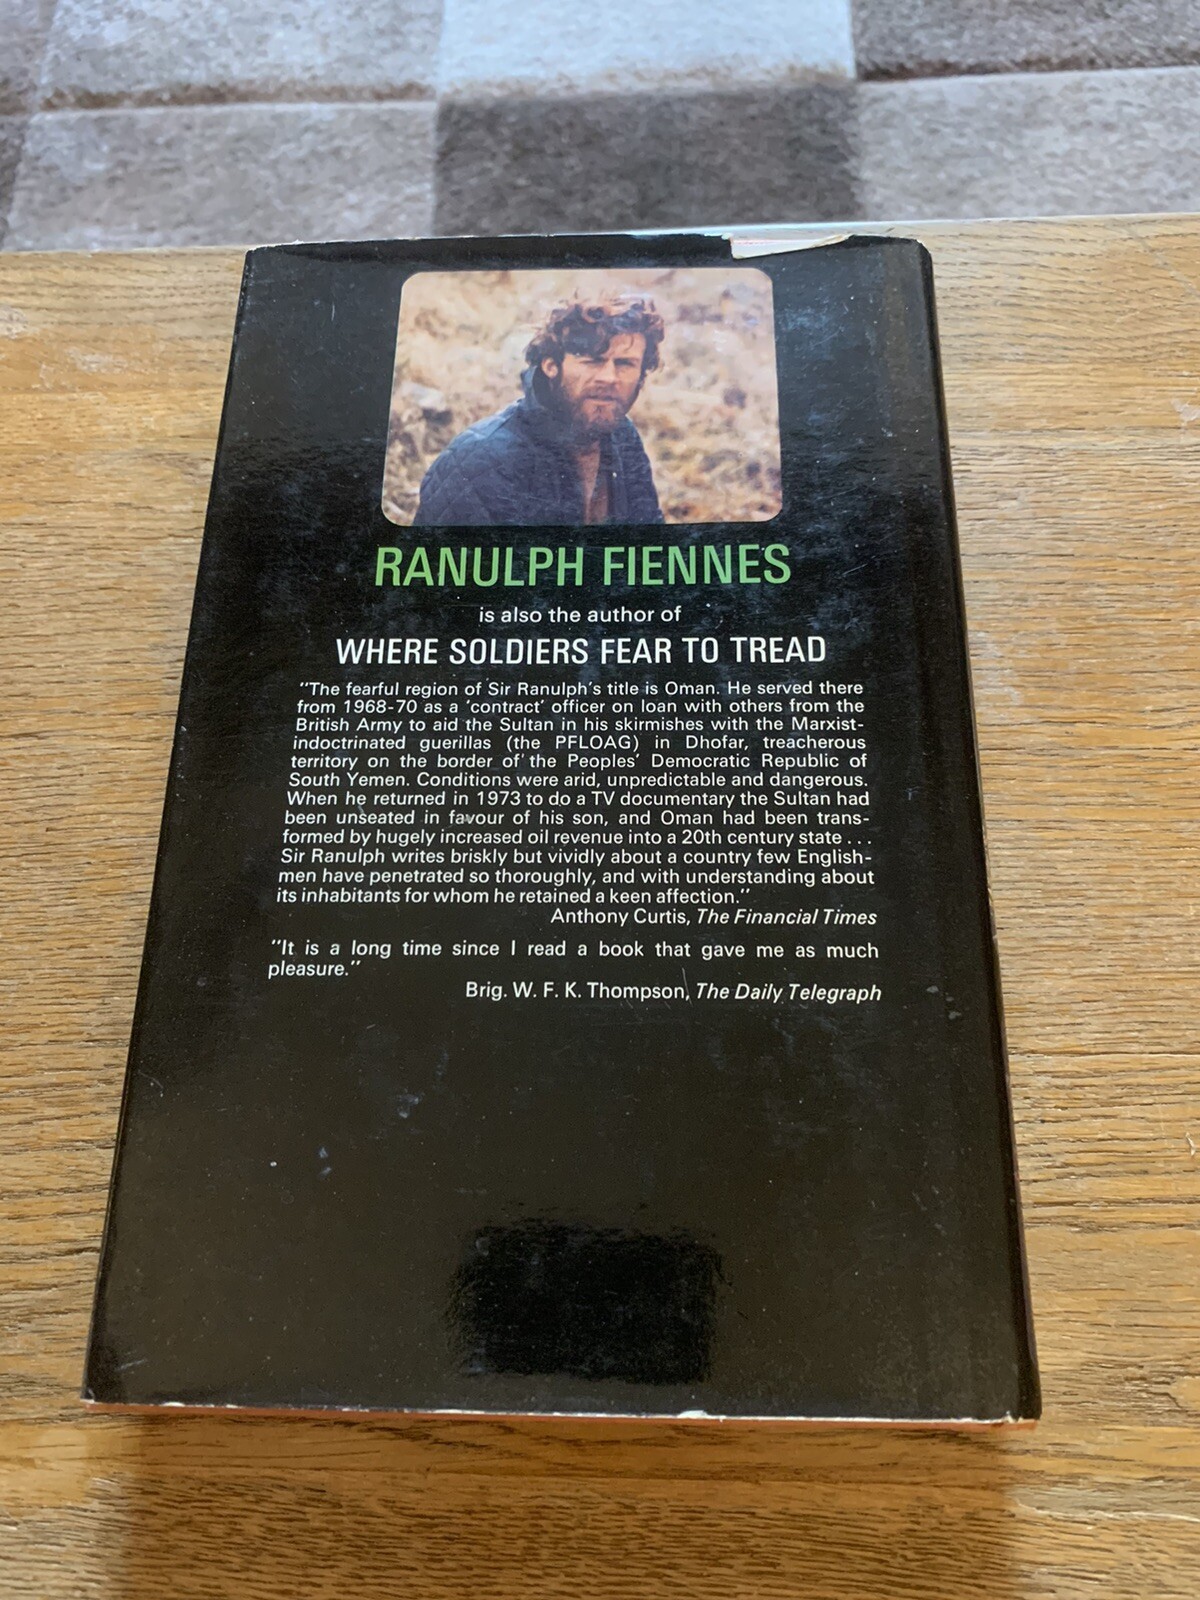 RANULPH FIENNES
is also the author of
WHERE SOLDIERS FEAR TO TREAD
"The fearful region of Sir Ranulph's title is Oman. He served there
from 1968-70 as a 'contract' officer on loan with others from the
British Army to aid the Sultan in his skirmishes with the Marxist-
indoctrinated guerillas (the PFLOAG) in Dhofar, treacherous
territory on the border of the Peoples' Democratic Republic of
South Yemen. Conditions were arid, unpredictable and dangerous.
When he returned in 1973 to do a TV documentary the Sultan had
been unseated in favour of his son, and Oman had been trans-
formed by hugely increased oil revenue into a 20th century state . . .
Sir Ranulph writes briskly but vividly about a country few English-
men have penetrated so thoroughly, and with understanding about
its inhabitants for whom he retained a keen affection."
Anthony Curtis, The Financial Times
"It is a long time since I read a book that gave me as much
pleasure."
Brig. W. F. K. Thompson, The Daily Telegraph